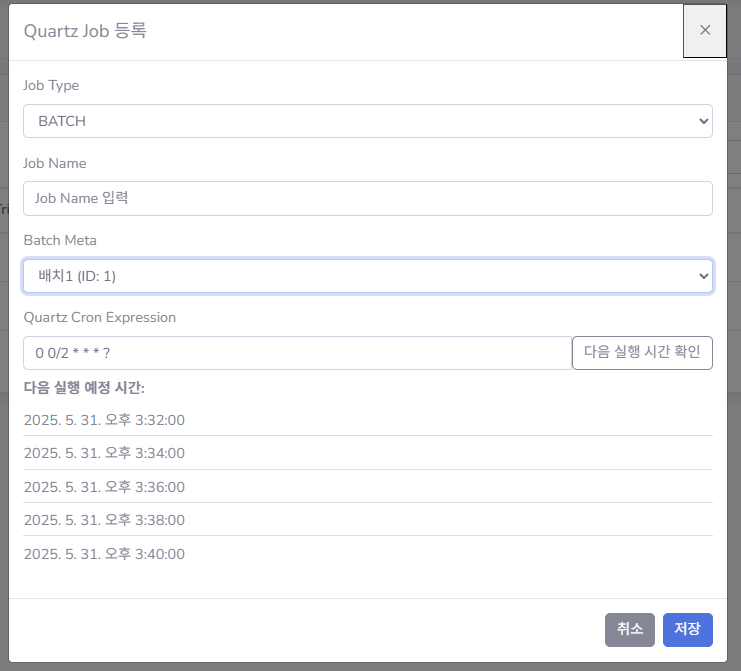 Quartz Job 등록
×
Job Type
BATCH
Job Name
Job Name 입력
Batch Meta
배치1 (ID: 1)
Quartz Cron Expression
0 0/2 * * * ?
다음 실행 시간 확인
다음 실행 예정 시간:
2025. 5. 31. 오후 3:32:00
2025. 5. 31. 오후 3:34:00
2025. 5. 31. 오후 3:36:00
2025. 5. 31. 오후 3:38:00
2025. 5. 31. 오후 3:40:00
취소
저장